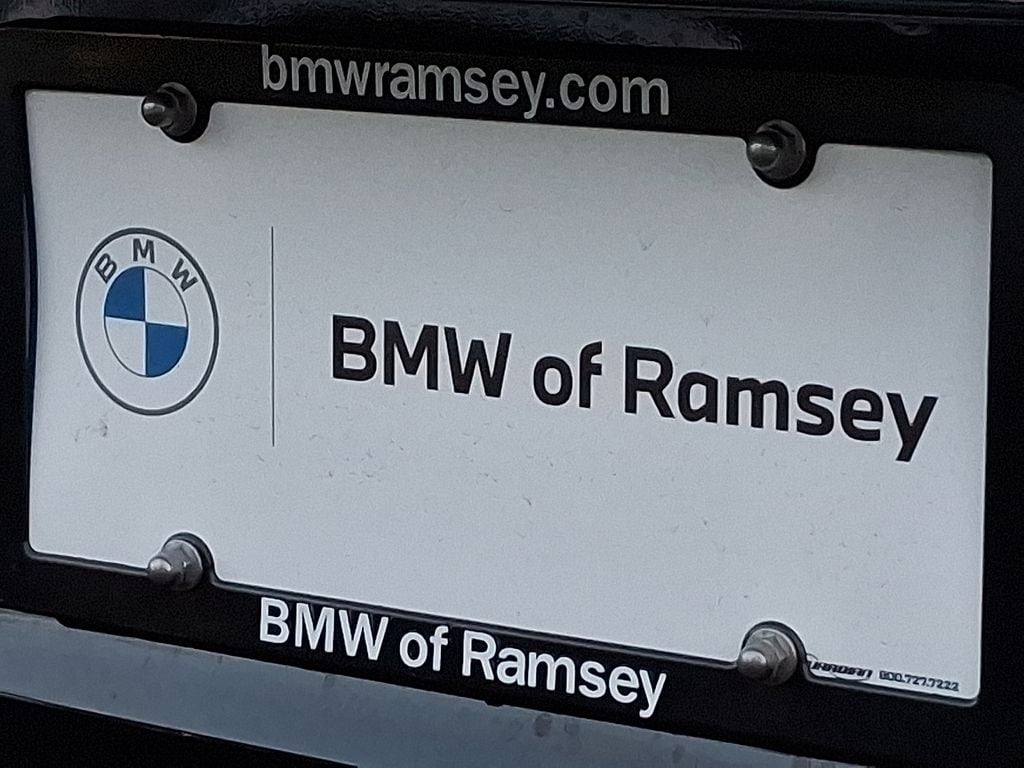 bmwramsey.com
BMW
BMW of Ramsey
BMW of Ramsey
800.727.7222